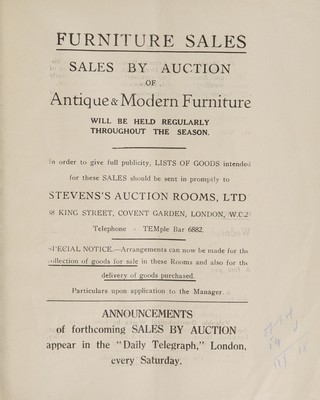 FURNITURE SALES
SALES BY AUCTION
OF
Antique & Modern Furniture
WILL BE HELD REGULARLY
THROUGHOUT THE SEASON.
In order to give full publicity, LISTS OF GOODS intended
for these SALES should be sent in promptly to
STEVENS'S AUCTION ROOMS, LTD
38 KING STREET, COVENT GARDEN, LONDON, W.C.2
Telephone - TEMple Bar 6882.
SPECIAL NOTICE.—Arrangements can now be made for the
collection of goods for sale in these Rooms and also for the
delivery of goods purchased.
Particulars upon application to the Manager.
ANNOUNCEMENTS
of forthcoming SALES BY AUCTION
appear in the "Daily Telegraph," London,
every Saturday.